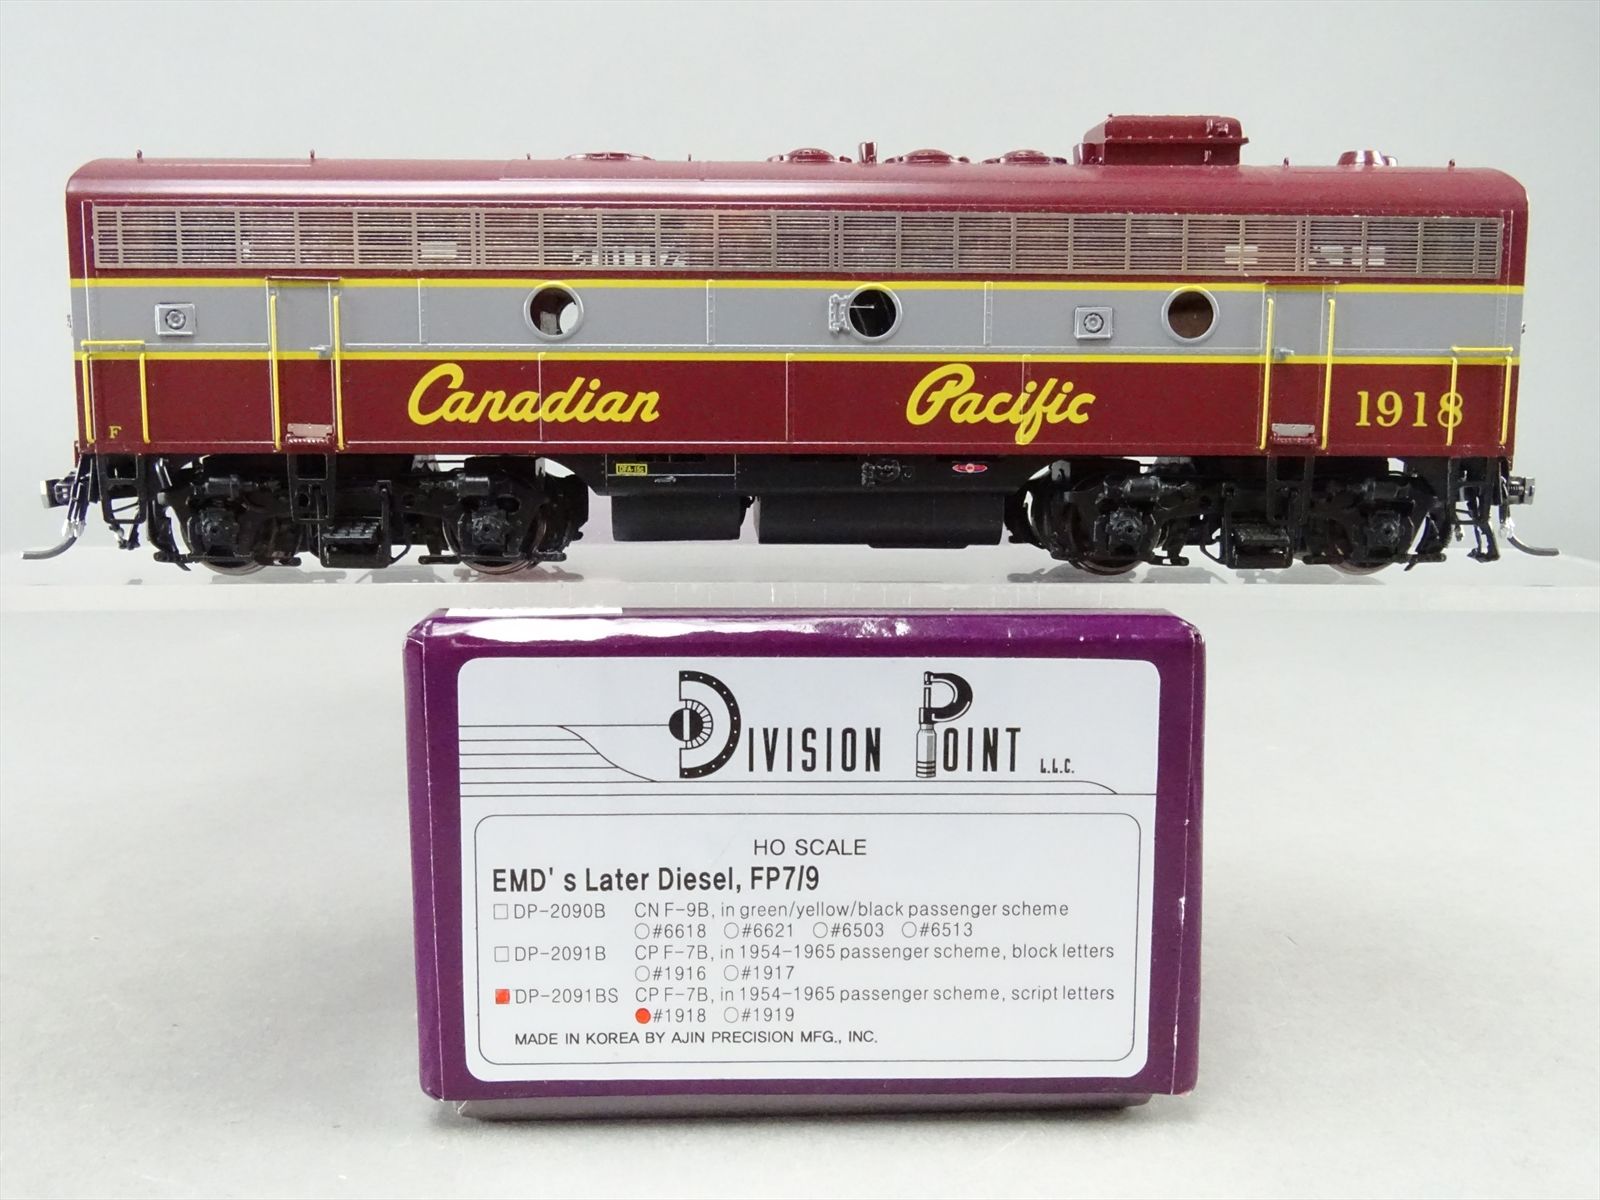 Canadian Pacific 1918
F
DIVISION POINT L.L.C.
HO SCALE
EMD' s Later Diesel, FP7/9
DP-2090B CN F-9B, in green/yellow/black passenger scheme
#6618 #6621 #6503 #6513
DP-2091B CP F-7B, in 1954-1965 passenger scheme, block letters
#1916 #1917
DP-2091BS CP F-7B, in 1954-1965 passenger scheme, script letters
#1918 #1919
MADE IN KOREA BY AJIN PRECISION MFG., INC.